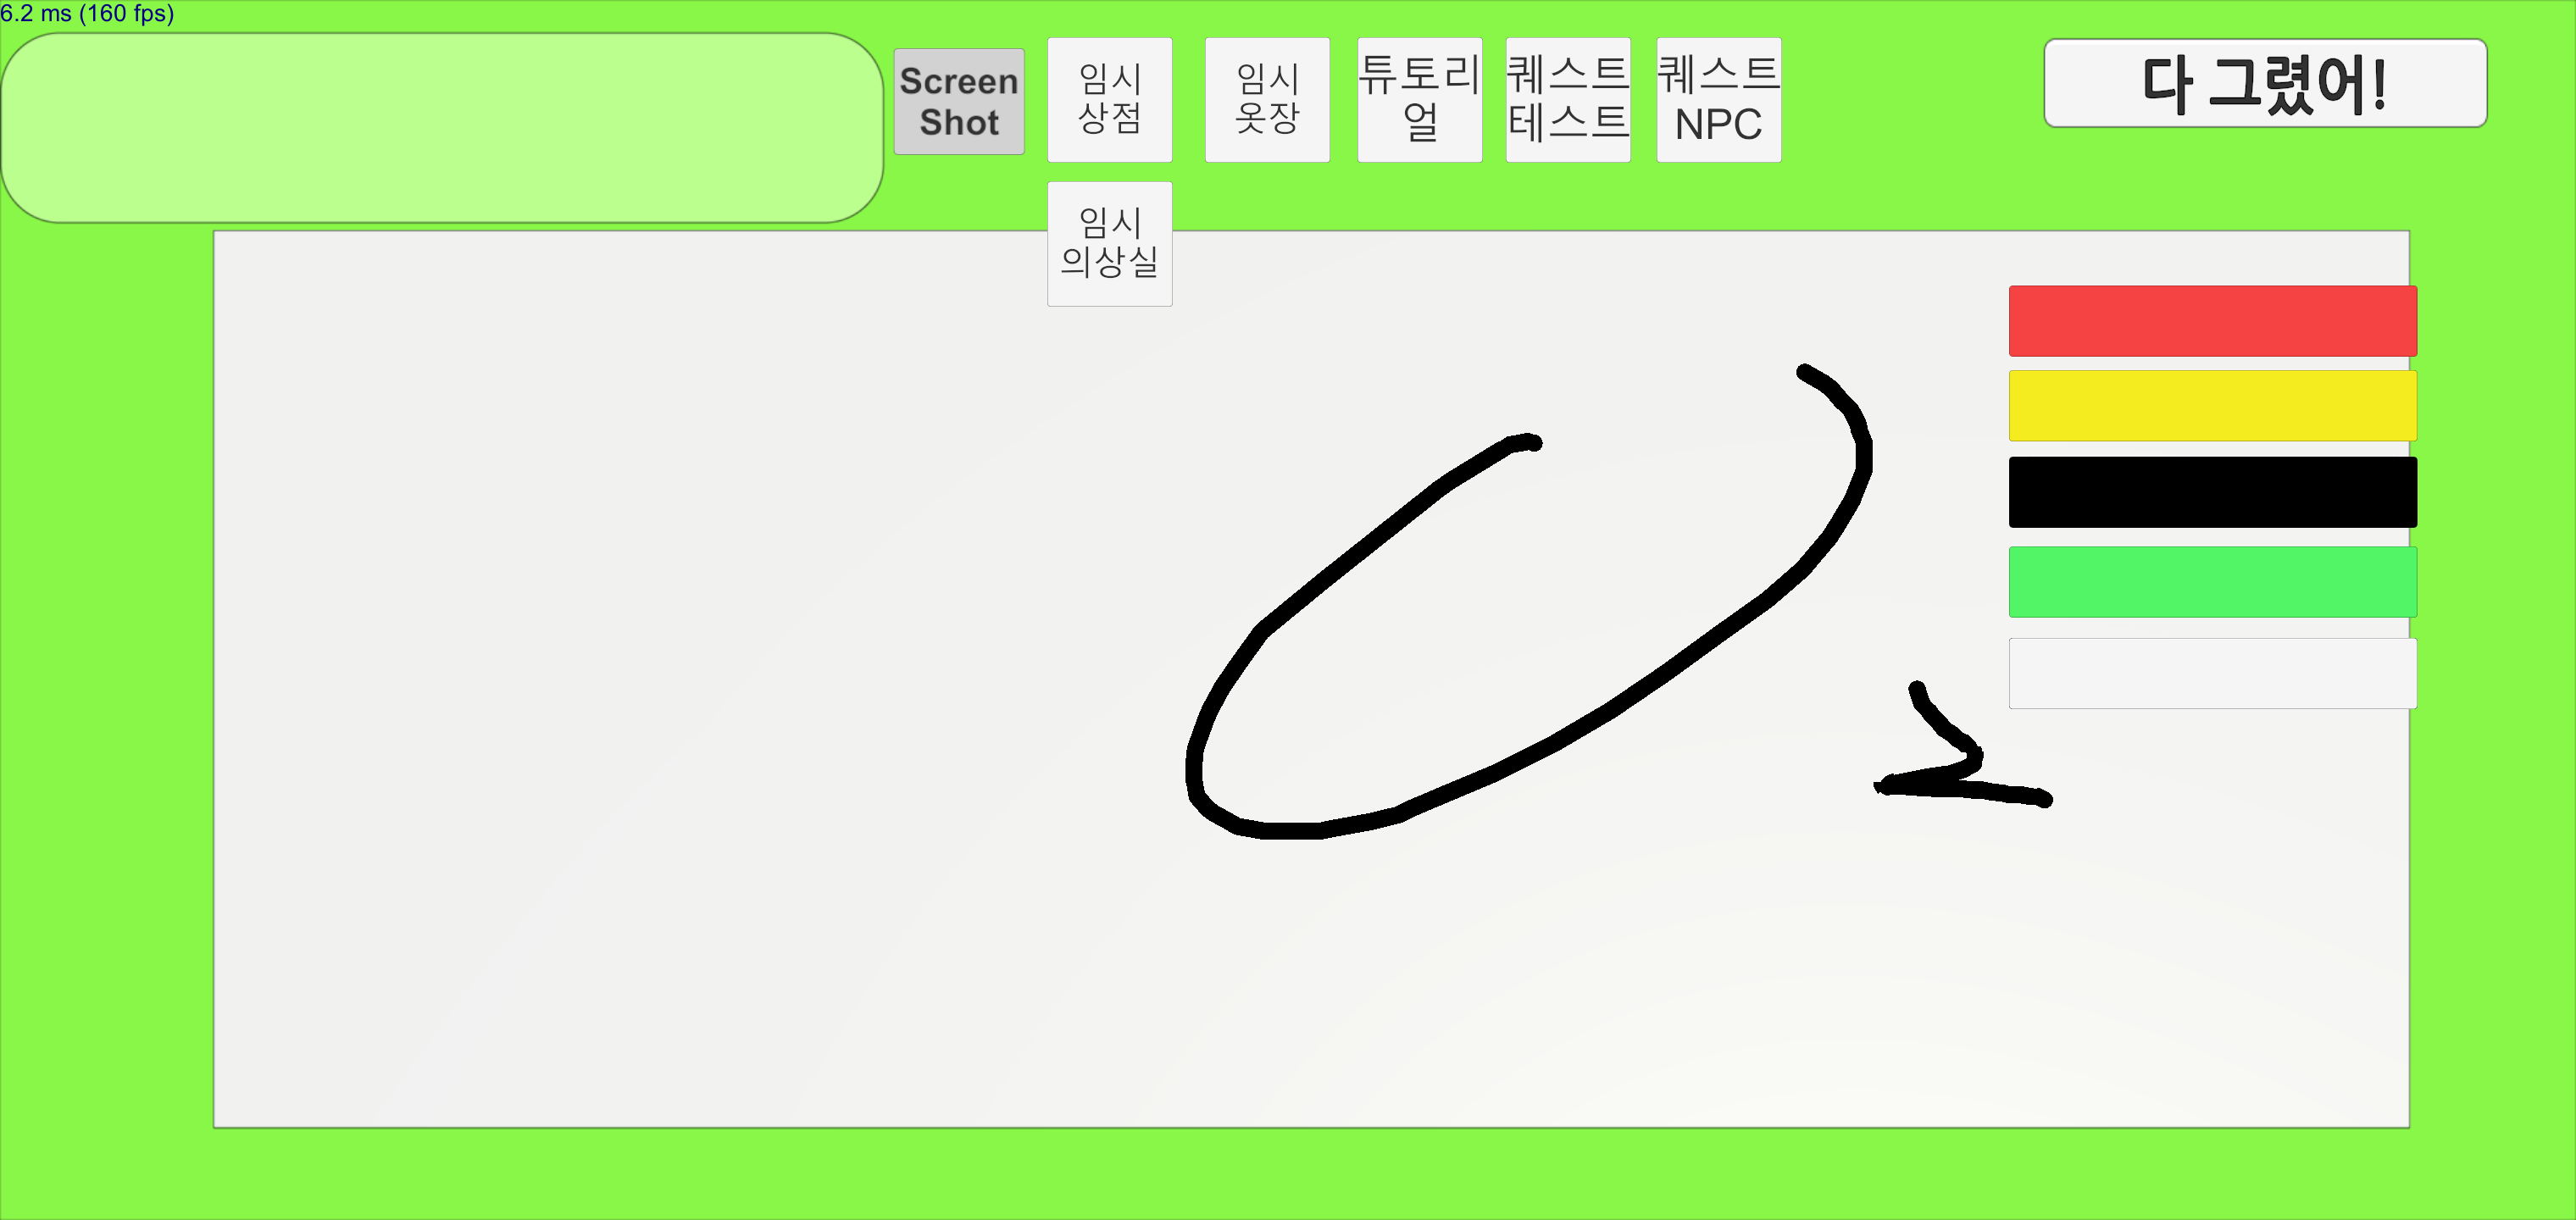 6.2 ms (160 fps)
Screen
Shot
임시
상점
임시
옷장
튜토리
얼
퀘스트
테스트
퀘스트
NPC
다 그렸어!
임시
의상실